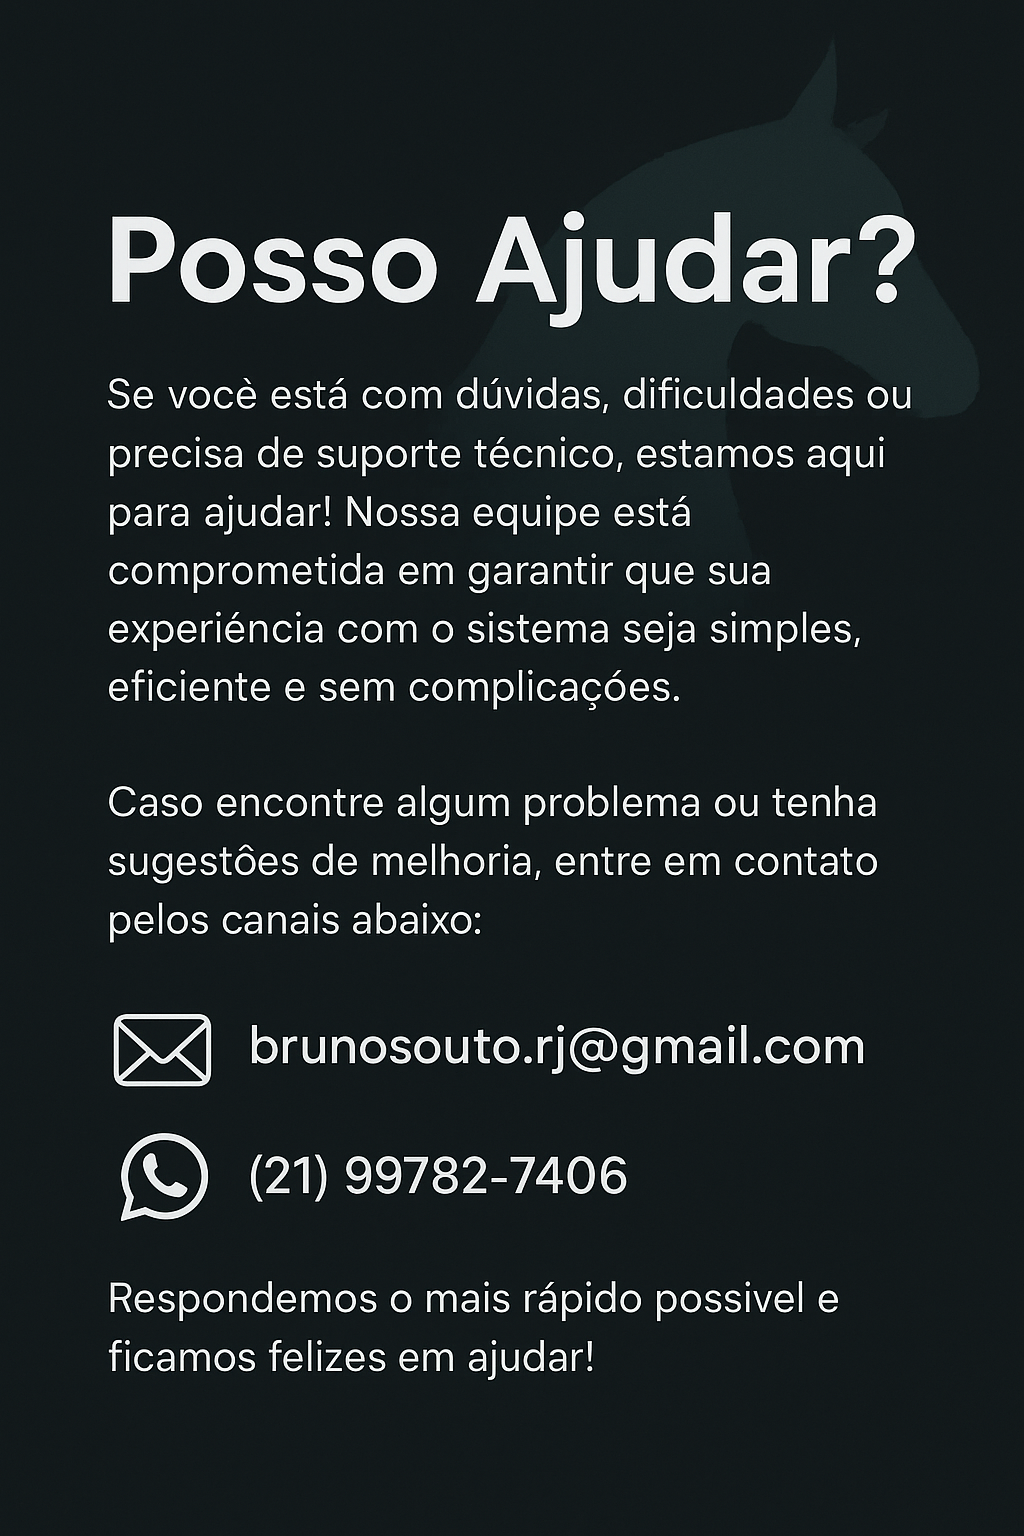 Posso Ajudar?
Se vocè está com dúvidas, dificuldades ou
precisa de suporte técnico, estamos aqui
para ajudar! Nossa equipe está
comprometida em garantir que sua
experiéncia com o sistema seja simples,
eficiente e sem complicaçóes.
Caso encontre algum problema ou tenha
sugestôes de melhoria, entre em contato
pelos canais abaixo:
brunosouto.rj@gmail.com
(21) 99782-7406
Respondemos o mais rápido possivel e
ficamos felizes em ajudar!